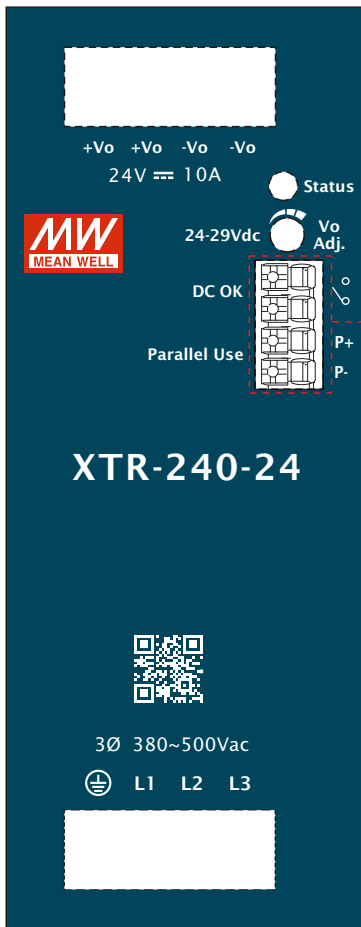 +Vo +Vo -Vo -Vo
24V ⎓ 10A
Status
MW
MEAN WELL
24-29Vdc
Vo
Adj.
DC OK
Parallel Use
P+
P-
XTR-240-24
3Ø 380~500Vac
L1 L2 L3